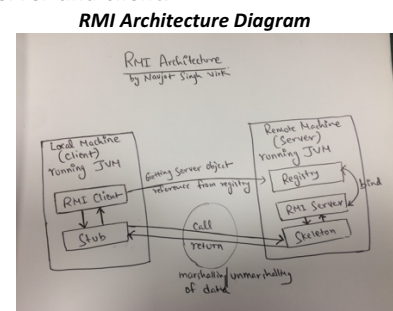 RMI Architecture Diagram
RMI Architecture
by Navjot Singh Virk
Local Machine
(Client)
running JVM
RMI Client
Stub
Getting Server object
reference from registry
call
return
marshalling/unmarshalling
of data
Remote Machine
(Server)
running JVM
Registry
bind
RMI Server
Skeleton